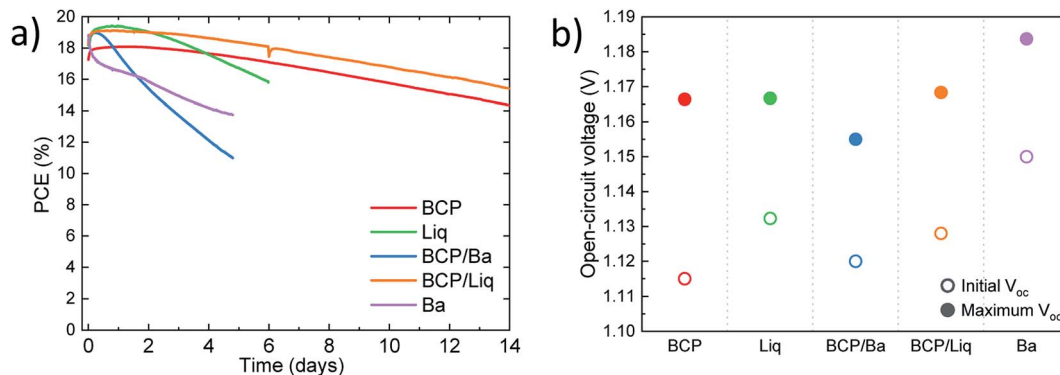 a)
20
18
16
14
12
10
8
6
4
2
0
PCE (%)
BCP
Liq
BCP/Ba
BCP/Liq
Ba
0 2 4 6 8 10 12 14
Time (days)
b)
1.19
1.18
1.17
1.16
1.15
1.14
1.13
1.12
1.11
1.10
Open-circuit voltage (V)
Initial Voc
Maximum Voc
BCP Liq BCP/Ba BCP/Liq Ba